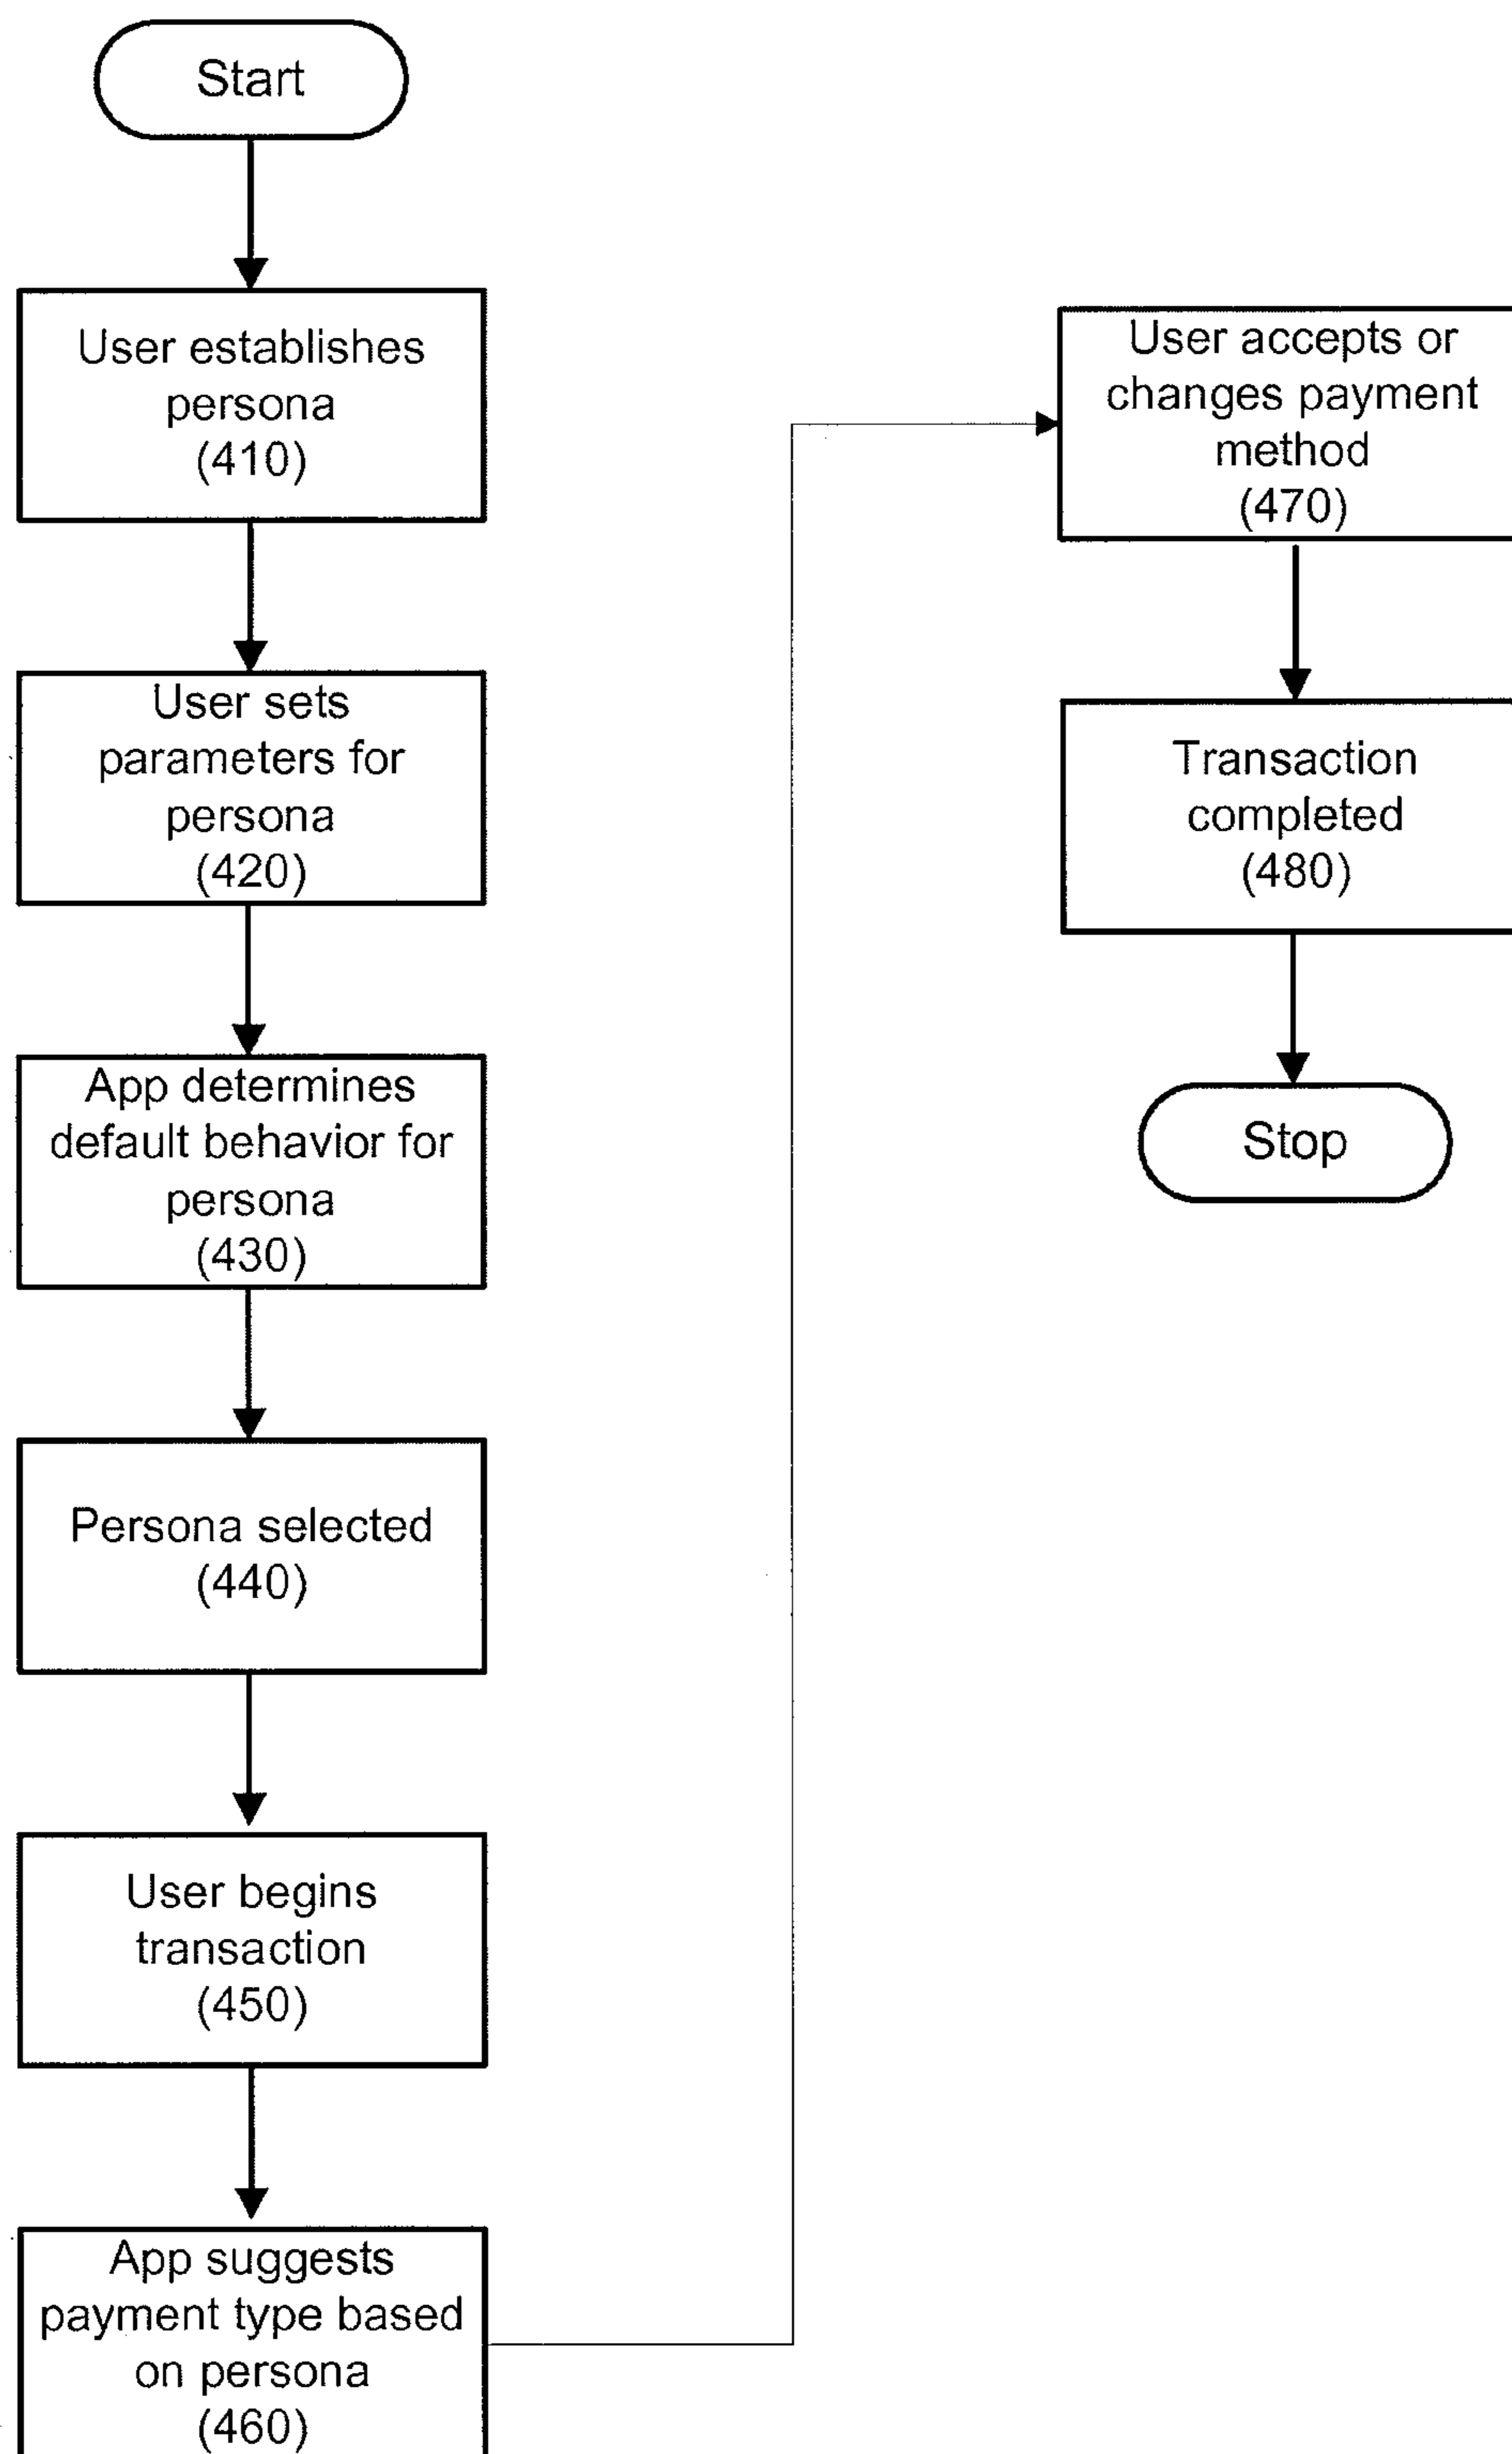 Start
User establishes
persona
(410)
User sets
parameters for
persona
(420)
App determines
default behavior for
persona
(430)
Persona selected
(440)
User begins
transaction
(450)
App suggests
payment type based
on persona
(460)
User accepts or
changes payment
method
(470)
Transaction
completed
(480)
Stop